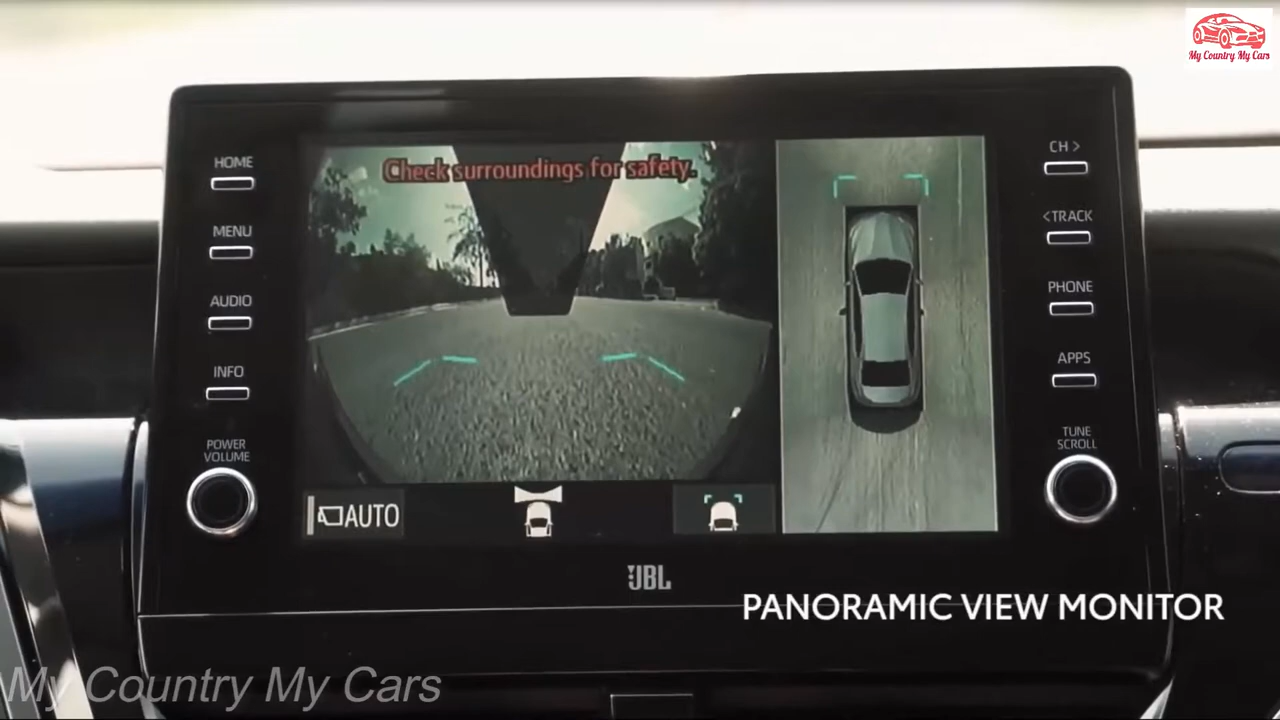 My Country My Cars
HOME
MENU
AUDIO
INFO
POWER
VOLUME
Check surroundings for safety.
AUTO
CH >
<TRACK
PHONE
APPS
TUNE
SCROLL
JBL
PANORAMIC VIEW MONITOR
My Country My Cars